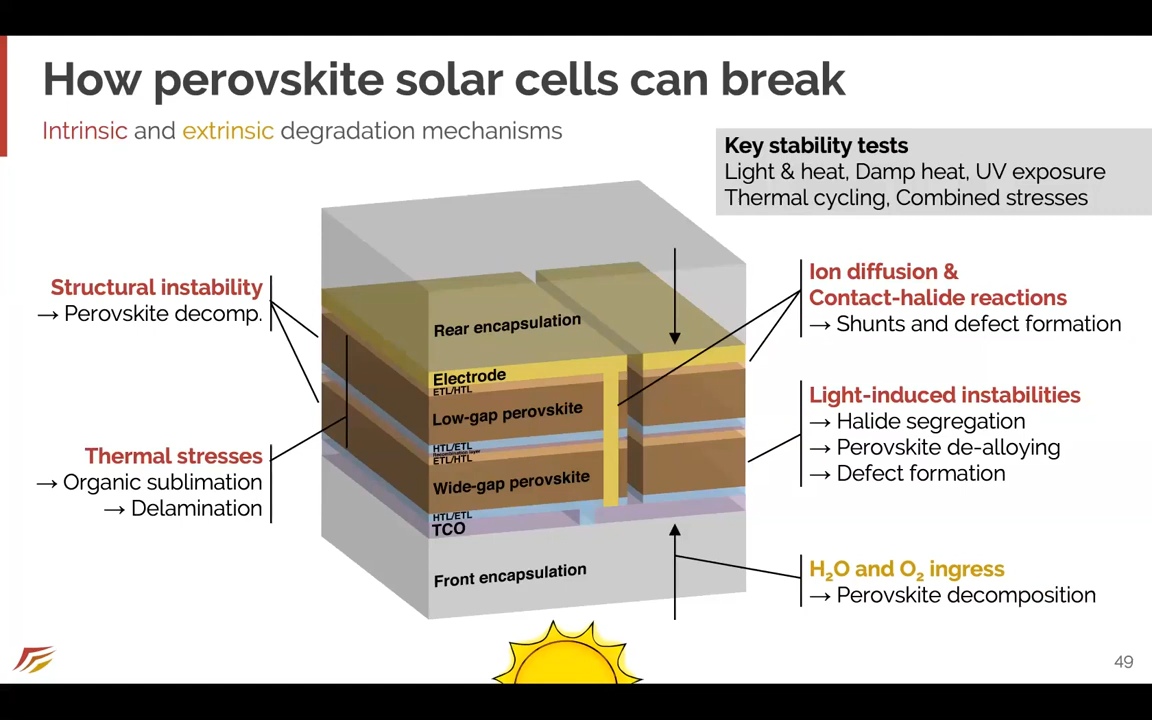 How perovskite solar cells can break
Intrinsic and extrinsic degradation mechanisms
Key stability tests
Light & heat, Damp heat, UV exposure
Thermal cycling, Combined stresses
Structural instability
→ Perovskite decomp.
Thermal stresses
→ Organic sublimation
→ Delamination
Rear encapsulation
Electrode
ETL/HTL
Low-gap perovskite
HTL/ETL
Recombination layer
ETL/HTL
Wide-gap perovskite
HTL/ETL
TCO
Front encapsulation
Ion diffusion &
Contact-halide reactions
→ Shunts and defect formation
Light-induced instabilities
→ Halide segregation
→ Perovskite de-alloying
→ Defect formation
H₂O and O₂ ingress
→ Perovskite decomposition
49